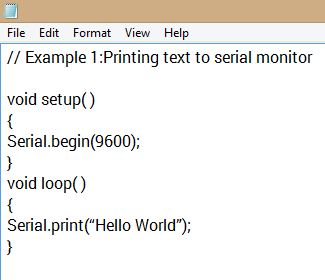 File Edit Format View Help
// Example 1:Printing text to serial monitor
void setup( )
{
Serial.begin(9600);
}
void loop( )
{
Serial.print(“Hello World”);
}